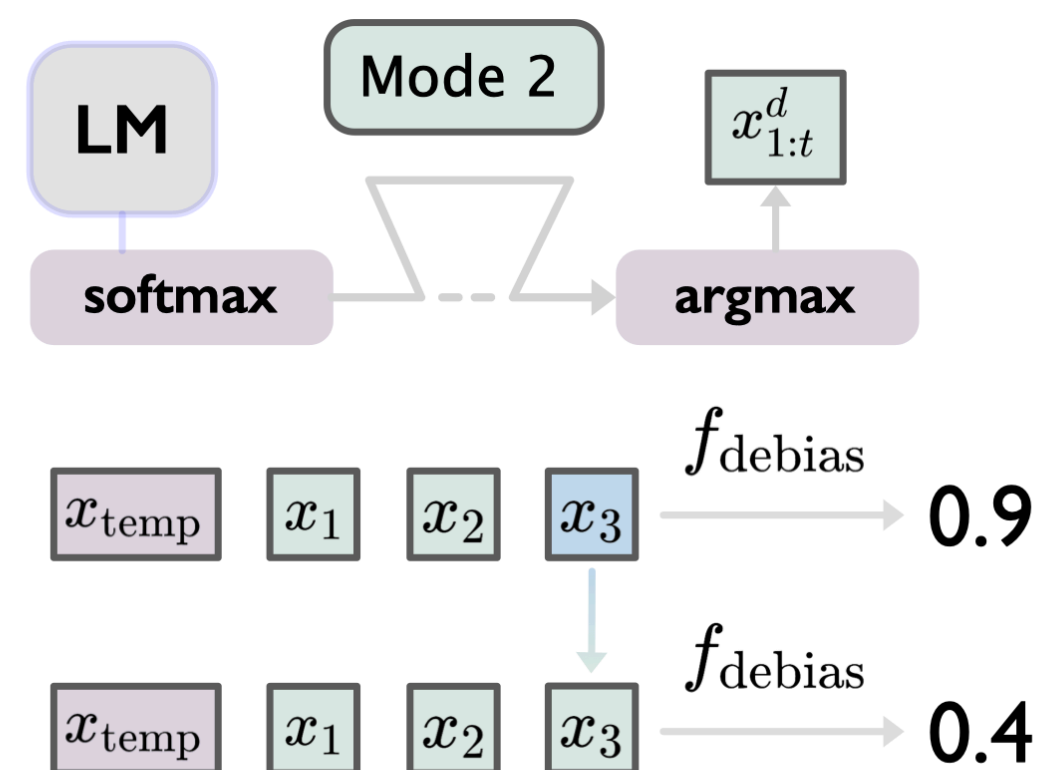 LM
Mode 2
x^d_{1:t}
softmax
argmax
x_temp x_1 x_2 x_3 f_debias 0.9
x_temp x_1 x_2 x_3 f_debias 0.4